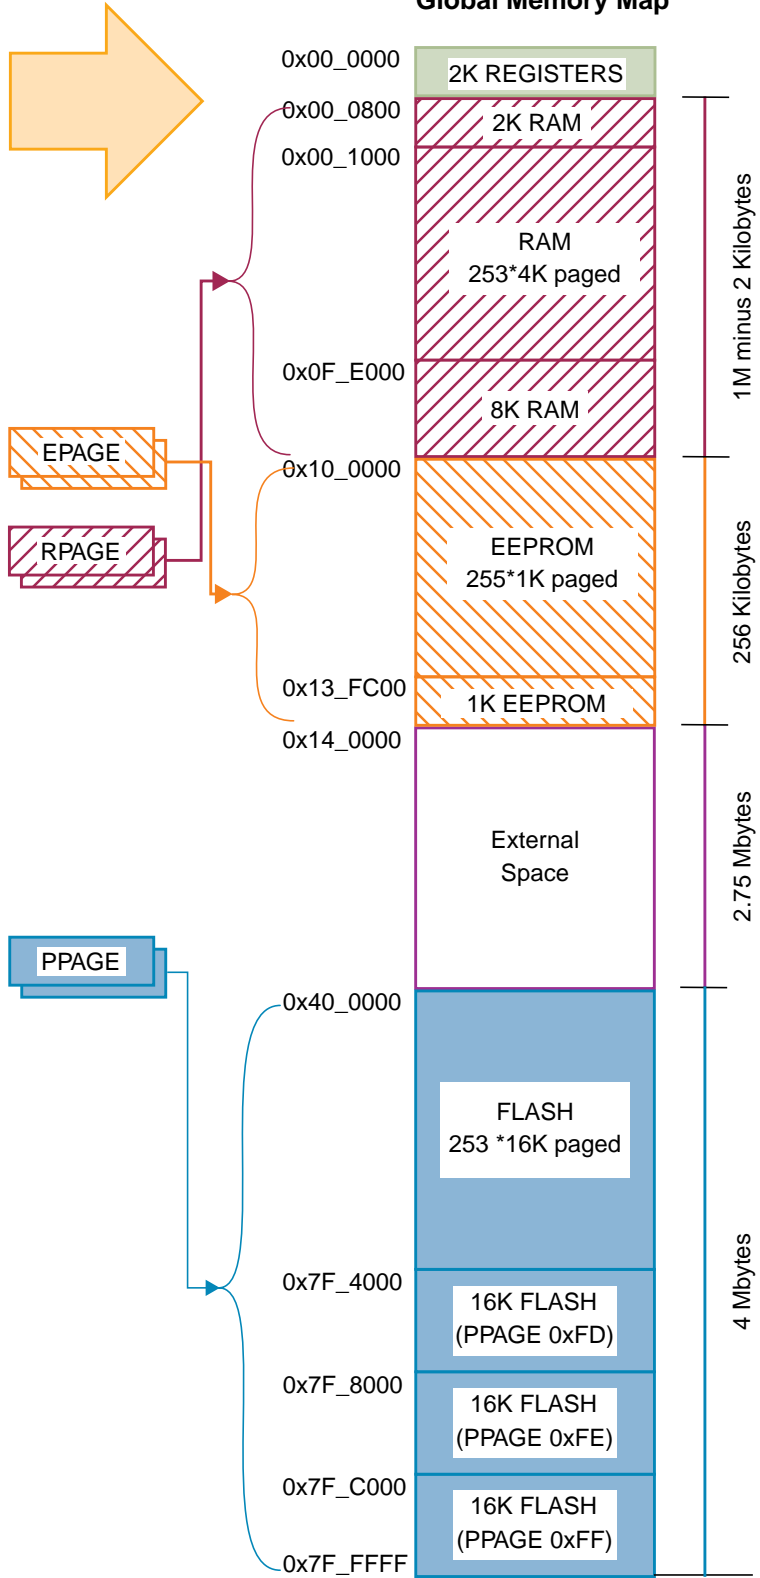 Global Memory Map
0x00_0000
2K REGISTERS
0x00_0800
2K RAM
0x00_1000
RAM
253*4K paged
1M minus 2 Kilobytes
0x0F_E000
8K RAM
EPAGE
0x10_0000
RPAGE
EEPROM
255*1K paged
256 Kilobytes
0x13_FC00
1K EEPROM
0x14_0000
External
Space
2.75 Mbytes
PPAGE
0x40_0000
FLASH
253 *16K paged
0x7F_4000
16K FLASH
(PPAGE 0xFD)
4 Mbytes
0x7F_8000
16K FLASH
(PPAGE 0xFE)
0x7F_C000
16K FLASH
(PPAGE 0xFF)
0x7F_FFFF